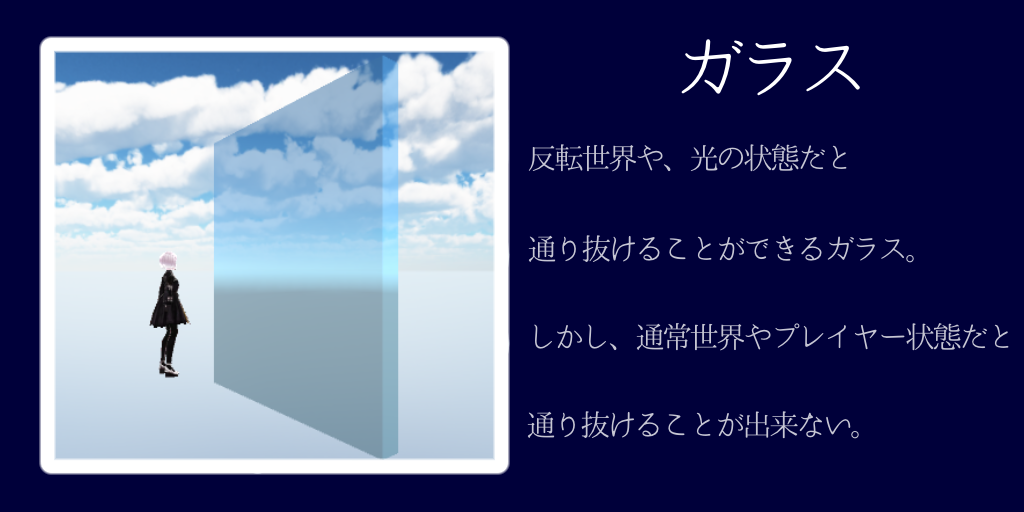 ガラス
反転世界や、光の状態だと
通り抜けることができるガラス。
しかし、通常世界やプレイヤー状態だと
通り抜けることが出来ない。